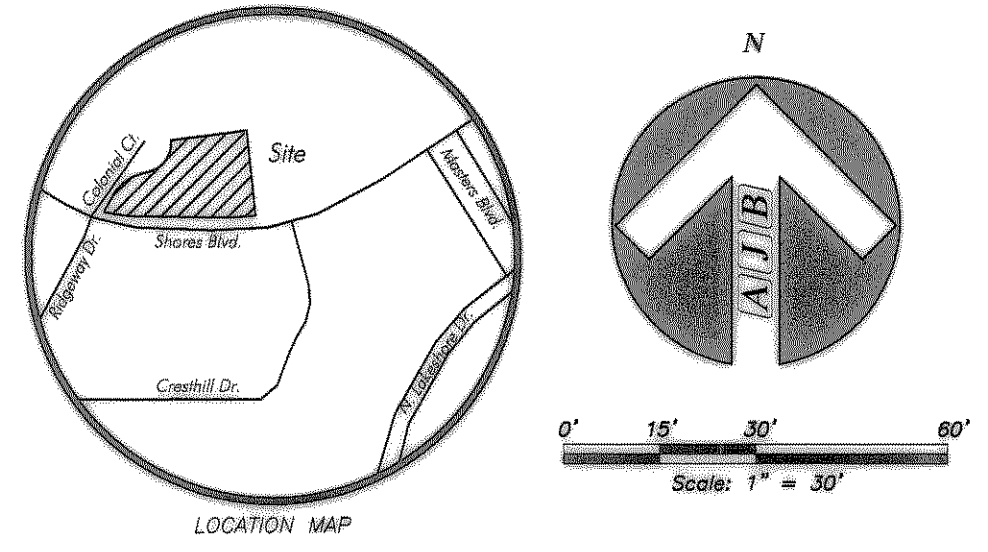 N
Colonial Ct.
Site
Masters Blvd.
Shores Blvd.
Ridgeway Dr.
A J B
N. Lakeshore Dr.
Cresthill Dr.
0' 15' 30' 60'
Scale: 1" = 30'
LOCATION MAP